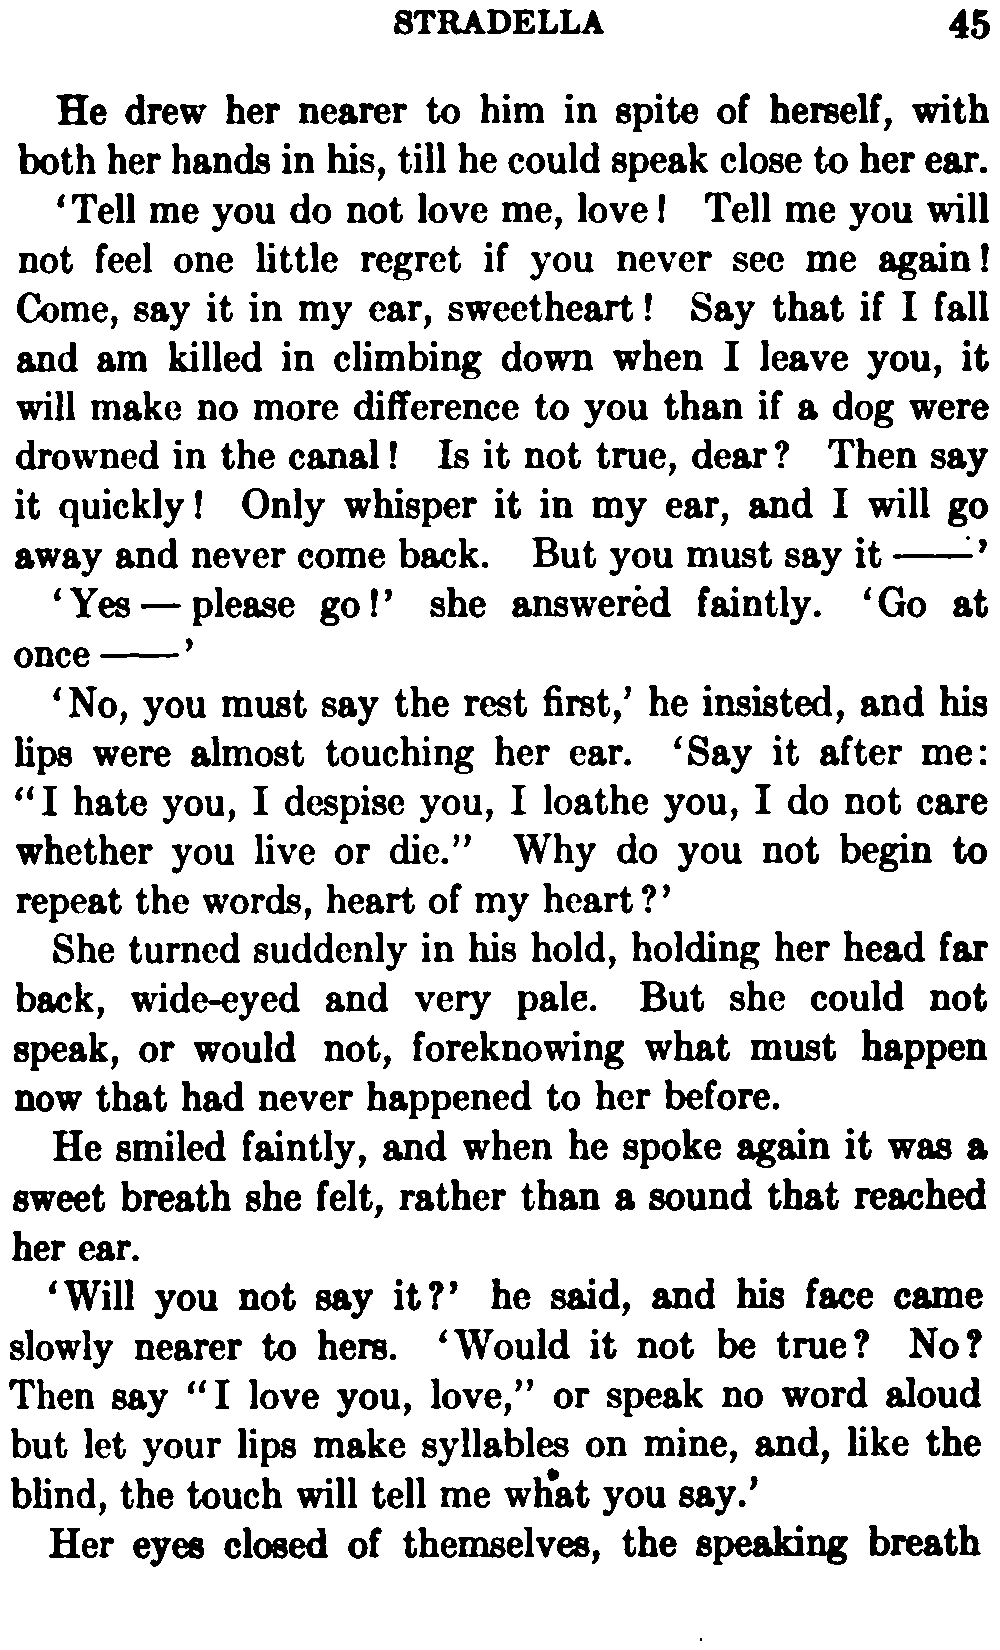 STRADELLA 45
He drew her nearer to him in spite of herself, with
both her hands in his, till he could speak close to her ear.
‘Tell me you do not love me, love! Tell me you will
not feel one little regret if you never see me again!
Come, say it in my ear, sweetheart! Say that if I fall
and am killed in climbing down when I leave you, it
will make no more difference to you than if a dog were
drowned in the canal! Is it not true, dear? Then say
it quickly! Only whisper it in my ear, and I will go
away and never come back. But you must say it ——’
‘Yes — please go!’ she answered faintly. ‘Go at
once ——’
‘No, you must say the rest first,’ he insisted, and his
lips were almost touching her ear. ‘Say it after me:
“I hate you, I despise you, I loathe you, I do not care
whether you live or die.” Why do you not begin to
repeat the words, heart of my heart?’
She turned suddenly in his hold, holding her head far
back, wide-eyed and very pale. But she could not
speak, or would not, foreknowing what must happen
now that had never happened to her before.
He smiled faintly, and when he spoke again it was a
sweet breath she felt, rather than a sound that reached
her ear.
‘Will you not say it?’ he said, and his face came
slowly nearer to hers. ‘Would it not be true? No?
Then say “I love you, love,” or speak no word aloud
but let your lips make syllables on mine, and, like the
blind, the touch will tell me what you say.’
Her eyes closed of themselves, the speaking breath